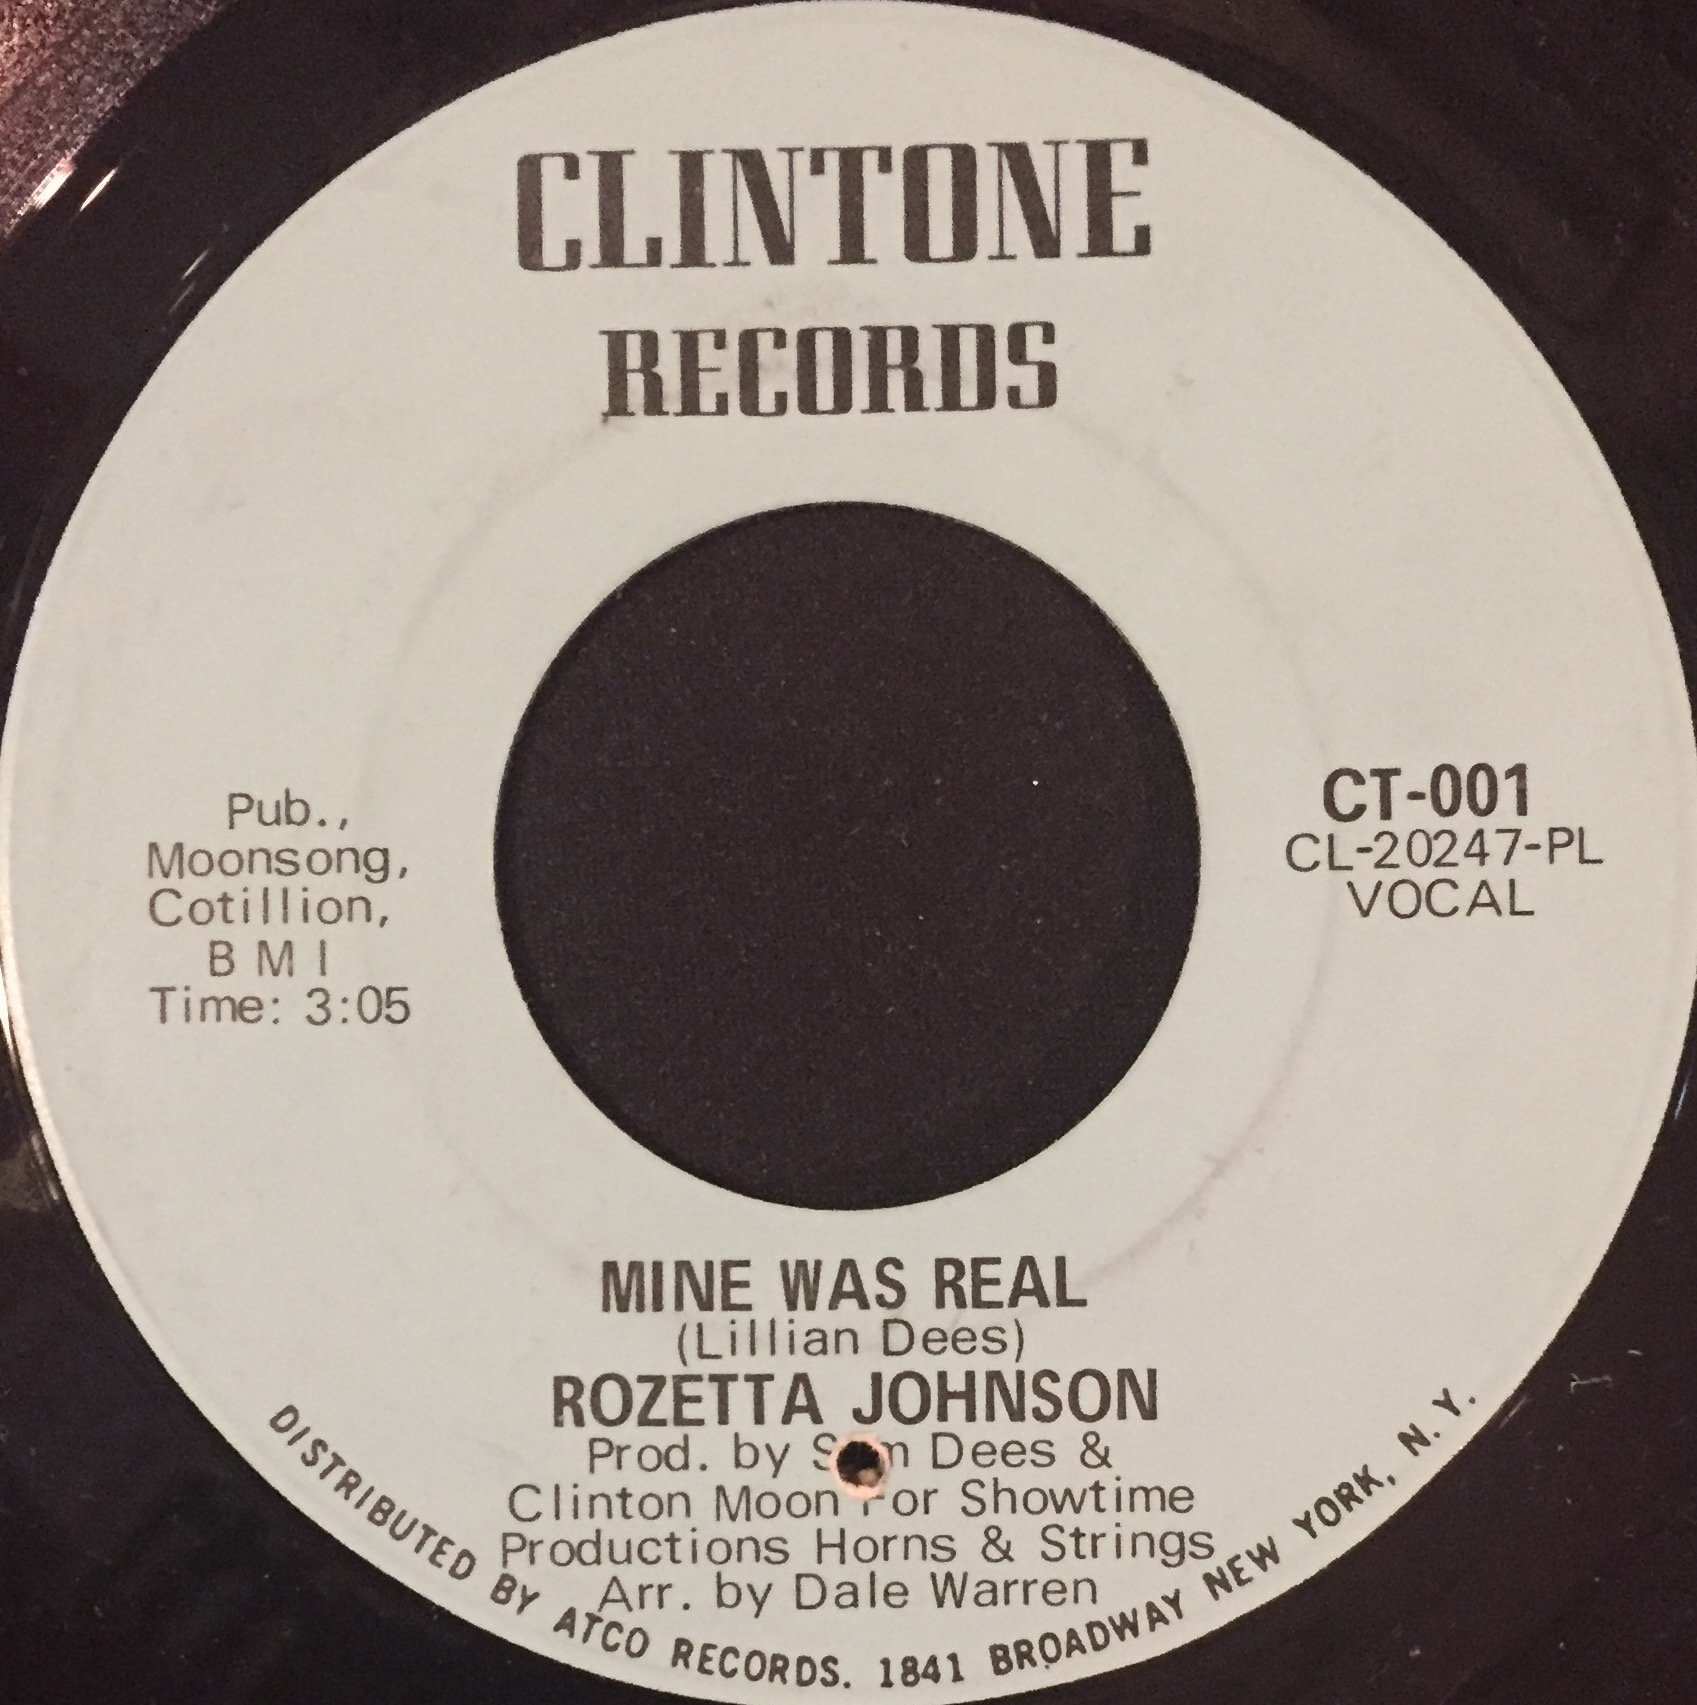 CLINTONE
RECORDS
Pub.,
Moonsong,
Cotillion,
B M I
Time: 3:05
CT-001
CL-20247-PL
VOCAL
MINE WAS REAL
(Lillian Dees)
ROZETTA JOHNSON
Prod. by Dees &
Clinton Moon For Showtime
Productions Horns & Strings
Arr. by Dale Warren
DISTRIBUTED BY ATCO RECORDS. 1841 BROADWAY NEW YORK, N.Y.